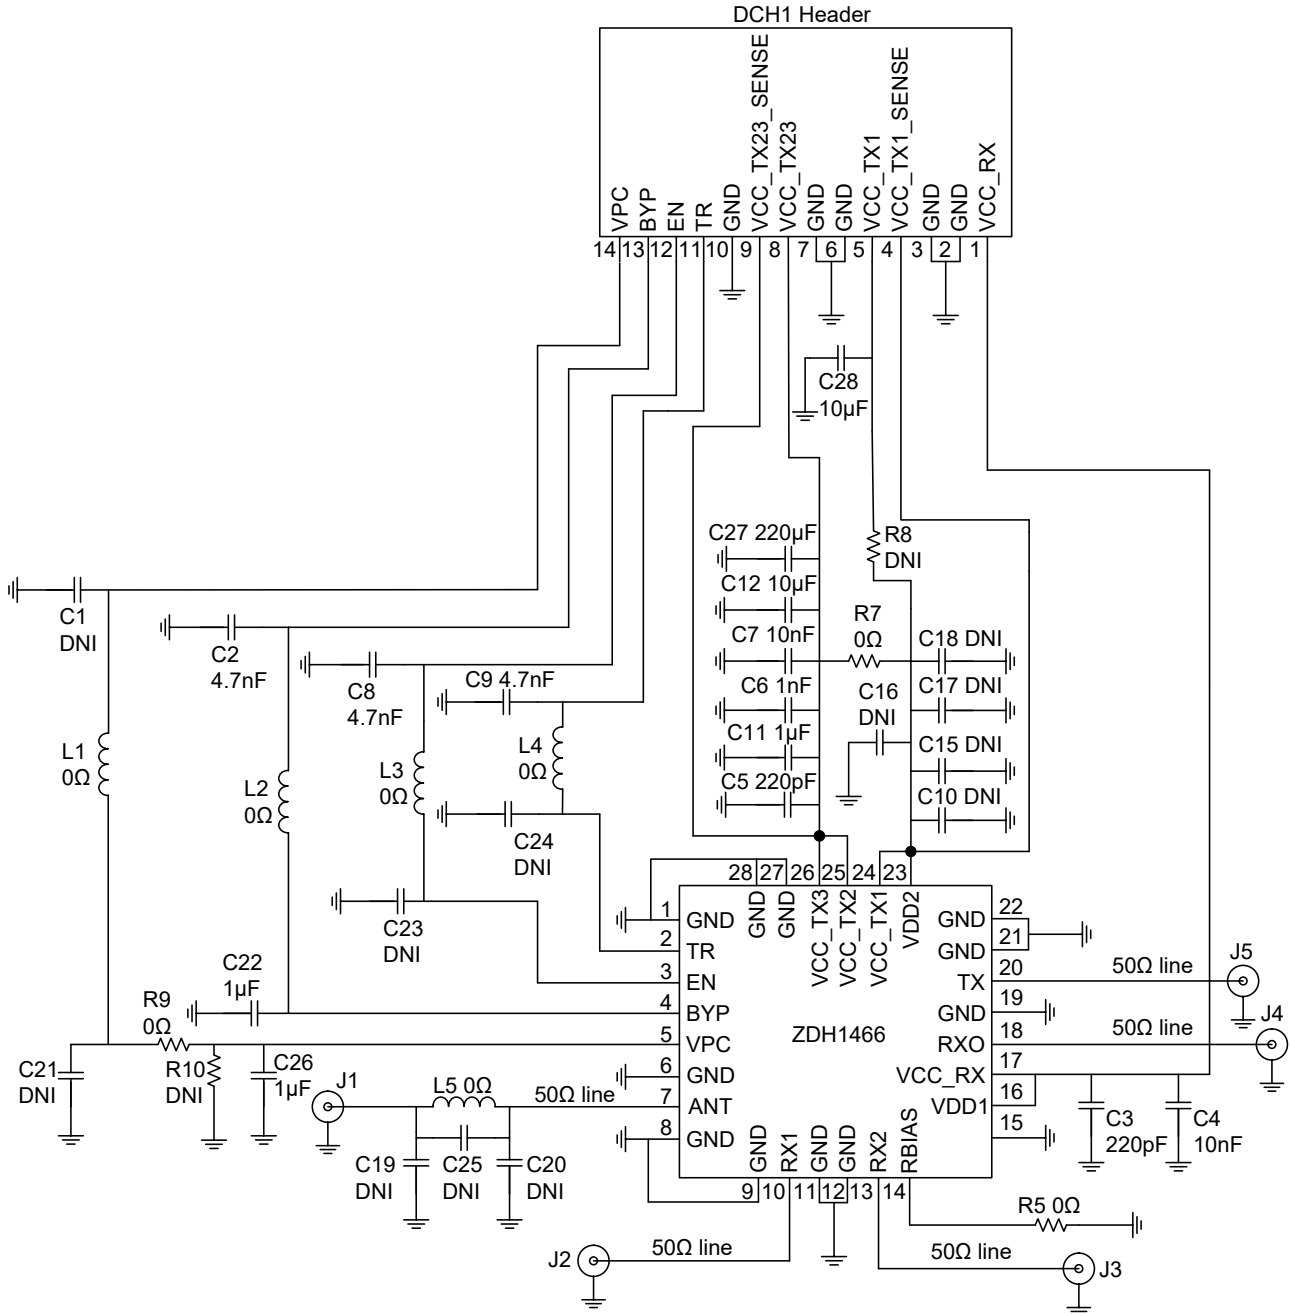 DCH1 Header
VPC
BYP
EN
TR
GND
VCC_TX23_SENSE
VCC_TX23
GND
GND
VCC_TX1
VCC_TX1_SENSE
GND
GND
VCC_RX
14 13 12 11 10 9 8 7 6 5 4 3 2 1
C28
10µF
C27 220µF
R8
DNI
C12 10µF
C1
DNI
R7
0Ω
C7 10nF
C18 DNI
C2
4.7nF
C8
4.7nF
C9 4.7nF
C6 1nF
C16
DNI
C17 DNI
C11 1µF
L1
0Ω
L2
0Ω
L3
0Ω
L4
0Ω
C15 DNI
C5 220pF
C10 DNI
C24
DNI
C23
DNI
28 27 26 25 24 23
GND
GND
VCC_TX3
VCC_TX2
VCC_TX1
VDD2
1 GND
2 TR
3 EN
4 BYP
5 VPC
6 GND
7 ANT
8 GND
ZDH1466
GND 22
GND 21
TX 20
GND 19
RXO 18
VCC_RX 17
VDD1 16
15
50Ω line
J5
50Ω line
J4
C22
1µF
R9
0Ω
C21
DNI
R10
DNI
C26
1µF
J1
L5 0Ω
50Ω line
C19
DNI
C25
DNI
C20
DNI
C3
220pF
C4
10nF
GND
RX1
GND
GND
RX2
RBIAS
9 10 11 12 13 14
R5 0Ω
J2
50Ω line
50Ω line
J3